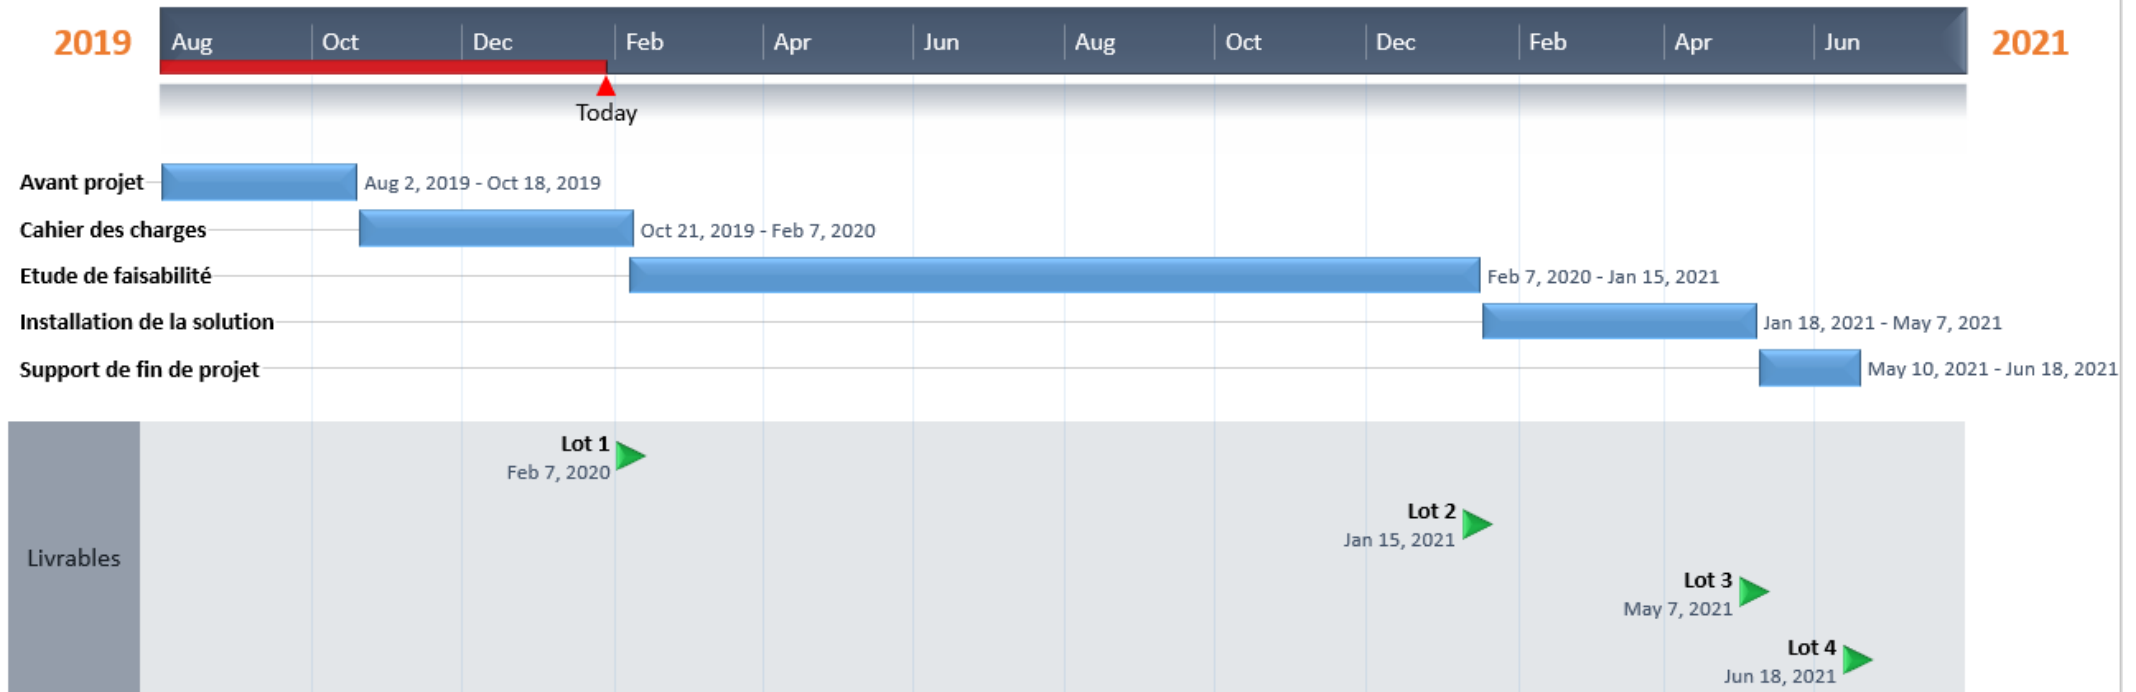 2019 Aug Oct Dec Feb Apr Jun Aug Oct Dec Feb Apr Jun 2021
Today
Avant projet Aug 2, 2019 - Oct 18, 2019
Cahier des charges Oct 21, 2019 - Feb 7, 2020
Etude de faisabilité Feb 7, 2020 - Jan 15, 2021
Installation de la solution Jan 18, 2021 - May 7, 2021
Support de fin de projet May 10, 2021 - Jun 18, 2021
Livrables
Lot 1
Feb 7, 2020
Lot 2
Jan 15, 2021
Lot 3
May 7, 2021
Lot 4
Jun 18, 2021